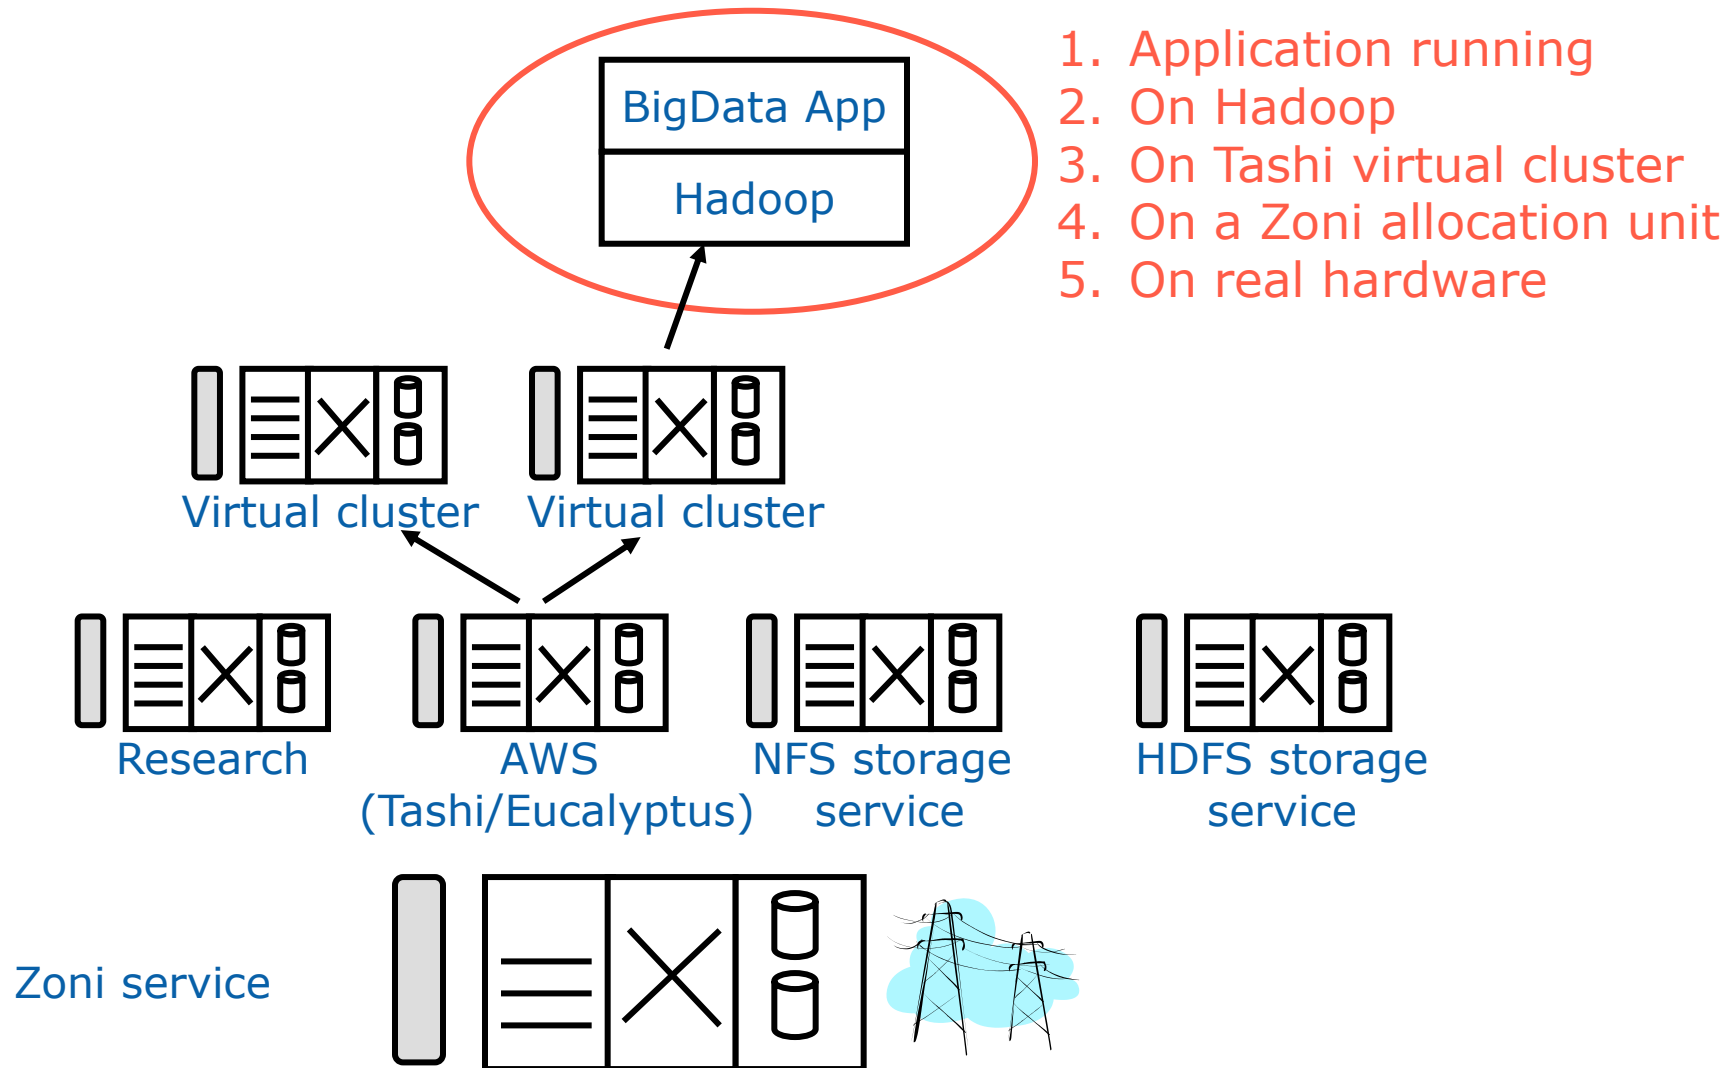 BigData App
Hadoop
1. Application running
2. On Hadoop
3. On Tashi virtual cluster
4. On a Zoni allocation unit
5. On real hardware
Virtual cluster
Virtual cluster
Research
AWS
(Tashi/Eucalyptus)
NFS storage
service
HDFS storage
service
Zoni service